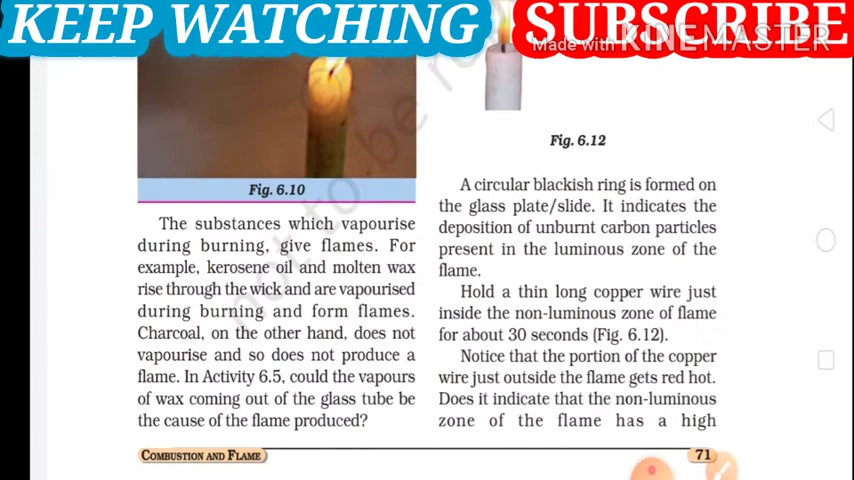 KEEP WATCHING
SUBSCRIBE
Made with KINEMASTER
Fig. 6.10
The substances which vapourise
during burning, give flames. For
example, kerosene oil and molten wax
rise through the wick and are vapourised
during burning and form flames.
Charcoal, on the other hand, does not
vapourise and so does not produce a
flame. In Activity 6.5, could the vapours
of wax coming out of the glass tube be
the cause of the flame produced?
Fig. 6.12
A circular blackish ring is formed on
the glass plate/slide. It indicates the
deposition of unburnt carbon particles
present in the luminous zone of the
flame.
Hold a thin long copper wire just
inside the non-luminous zone of flame
for about 30 seconds (Fig. 6.12).
Notice that the portion of the copper
wire just outside the flame gets red hot.
Does it indicate that the non-luminous
zone of the flame has a high
COMBUSTION AND FLAME
71
not to be re